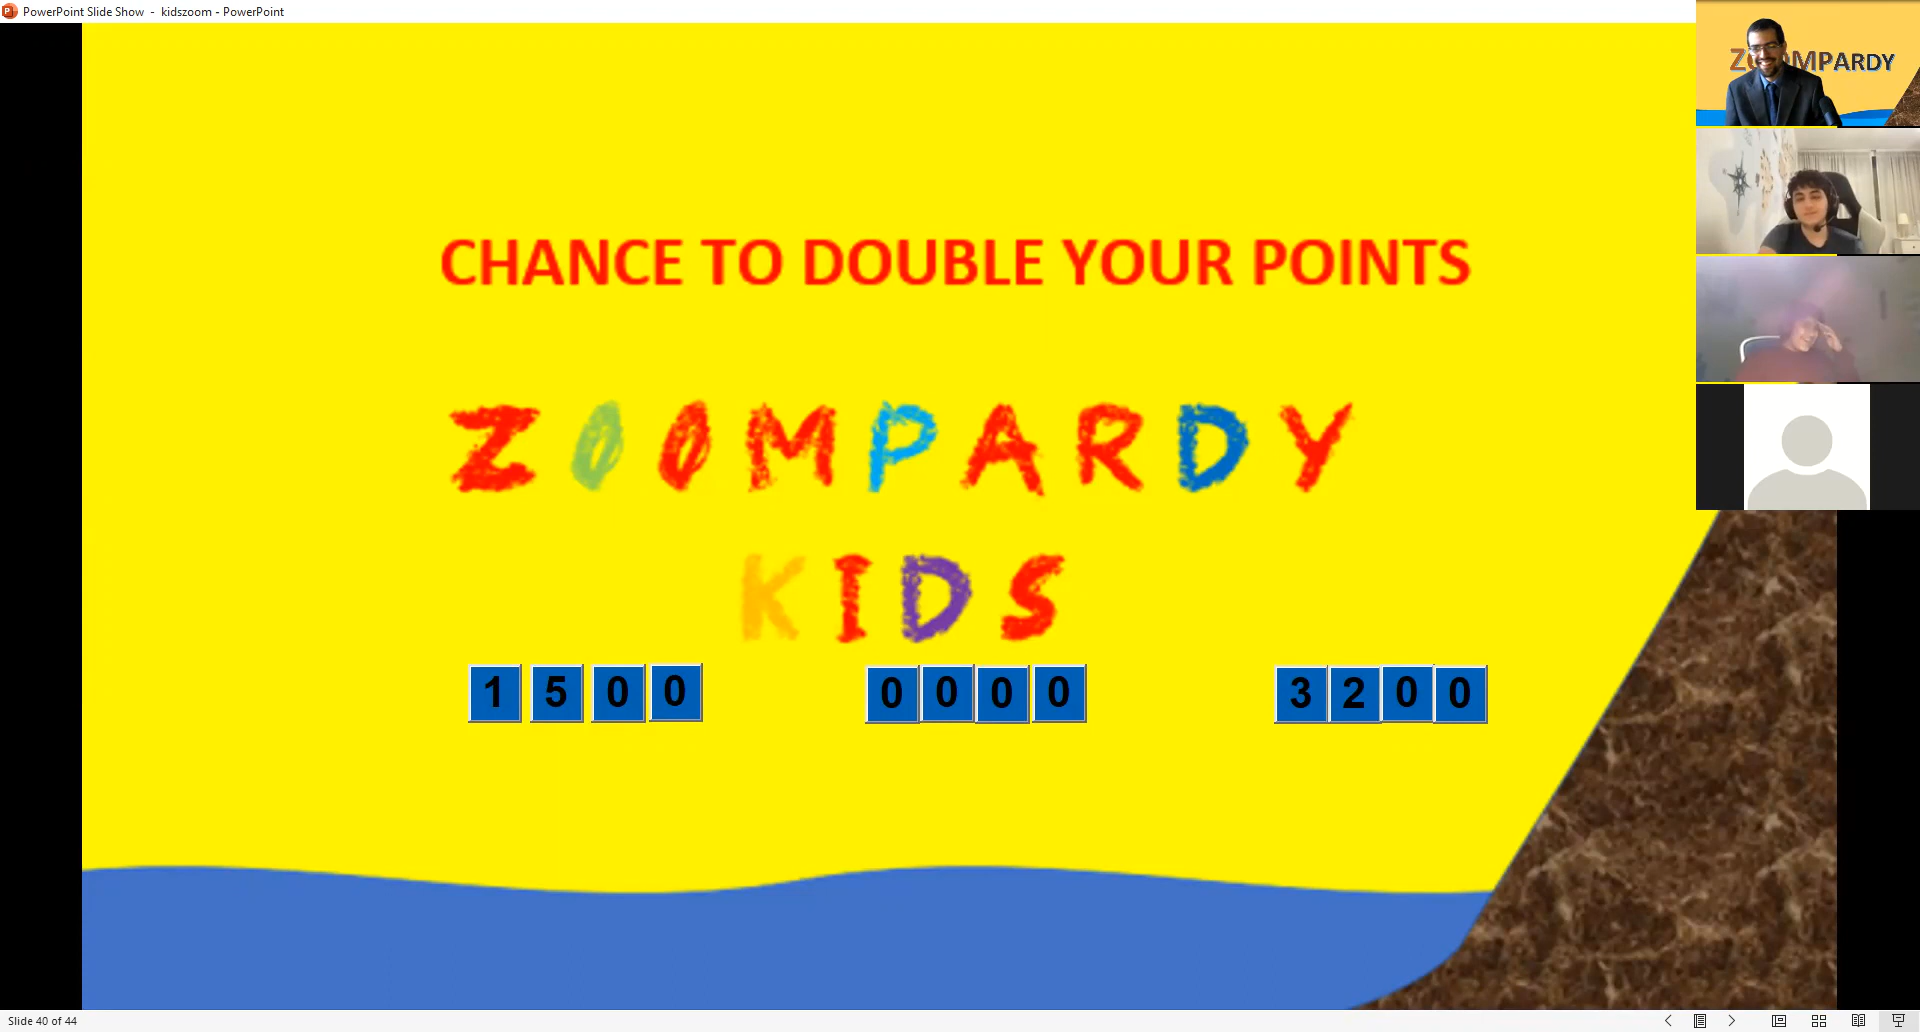 PowerPoint Slide Show - kidszoom - PowerPoint
CHANCE TO DOUBLE YOUR POINTS
ZOOMPARDY
KIDS
1500 0000 3200
ZOOMPARDY
Slide 40 of 44